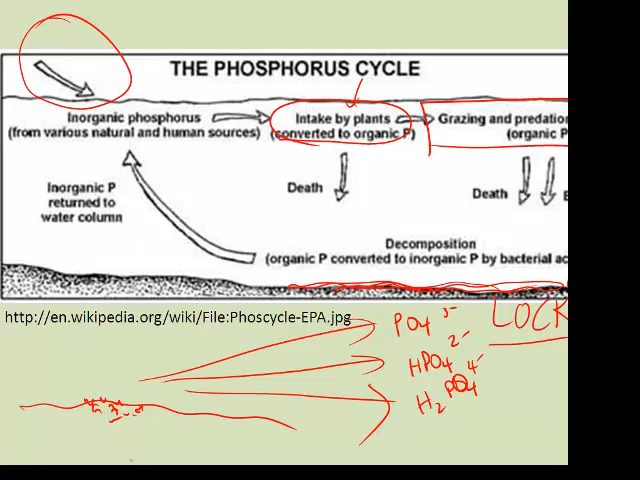 THE PHOSPHORUS CYCLE
Inorganic phosphorus
(from various natural and human sources)
Intake by plants
(converted to organic P)
Grazing and predation
(organic P
Inorganic P
returned to
water column
Death
Death
Decomposition
(organic P converted to inorganic P by bacterial ac
http://en.wikipedia.org/wiki/File:Phoscycle-EPA.jpg
LOCK
PO4 3-
HPO4 2-
H2PO4